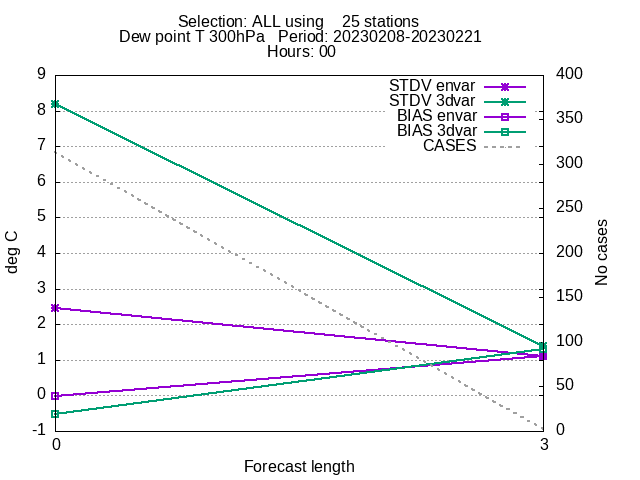 Selection: ALL using    25 stations
Dew point T 300hPa   Period: 20230208-20230221
Hours: 00
9
8
7
6
5
4
3
2
1
0
-1
400
350
300
250
200
150
100
50
0
deg C
No cases
STDV envar
STDV 3dvar
BIAS envar
BIAS 3dvar
CASES
0
3
Forecast length